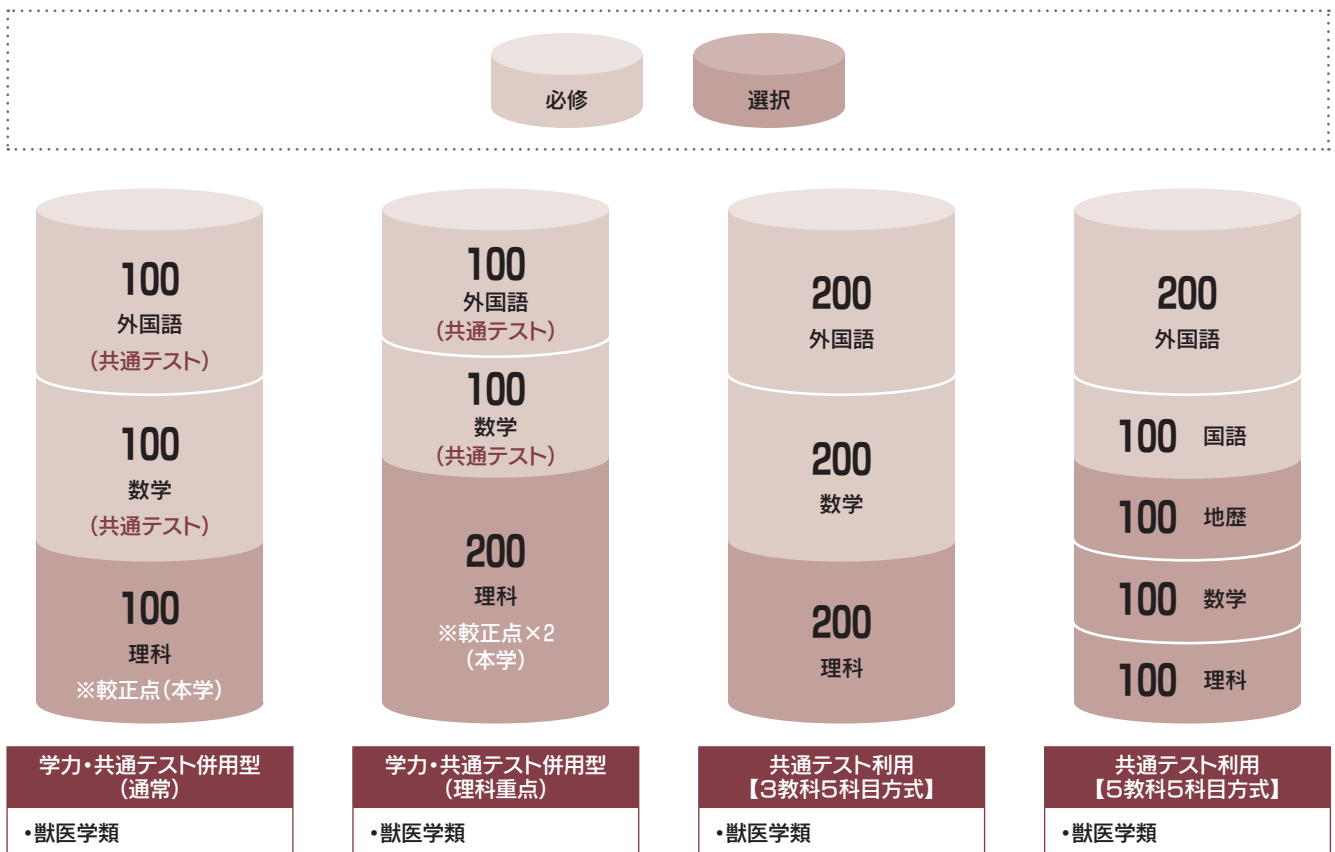 必修
選択
100
外国語
（共通テスト）
100
数学
（共通テスト）
100
理科
※較正点（本学）
学力・共通テスト併用型
（通常）
・獣医学類
100
外国語
（共通テスト）
100
数学
（共通テスト）
200
理科
※較正点×2
（本学）
学力・共通テスト併用型
（理科重点）
・獣医学類
200
外国語
200
数学
200
理科
共通テスト利用
【3教科5科目方式】
・獣医学類
200
外国語
100 国語
100 地歴
100 数学
100 理科
共通テスト利用
【5教科5科目方式】
・獣医学類